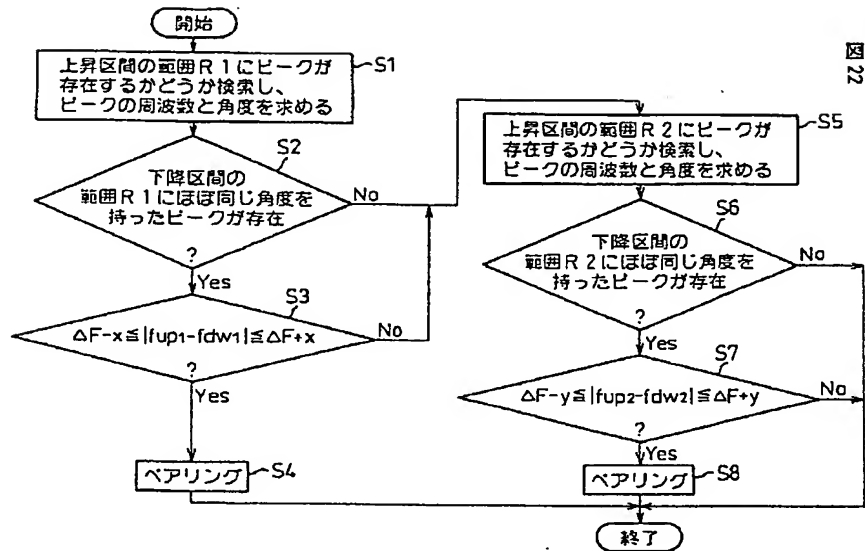 図22
開始
上昇区間の範囲R1にピークが
存在するかどうか検索し、
ピークの周波数と角度を求める
S1
S2
下降区間の
範囲R1にほぼ同じ角度を
持ったピークが存在
?
No
Yes
S3
△F-x≦|fup1-fdw1|≦△F+x
?
No
Yes
ペアリング
S4
上昇区間の範囲R2にピークが
存在するかどうか検索し、
ピークの周波数と角度を求める
S5
S6
下降区間の
範囲R2にほぼ同じ角度を
持ったピークが存在
?
No
Yes
S7
△F-y≦|fup2-fdw2|≦△F+y
?
No
Yes
ペアリング
S8
終了